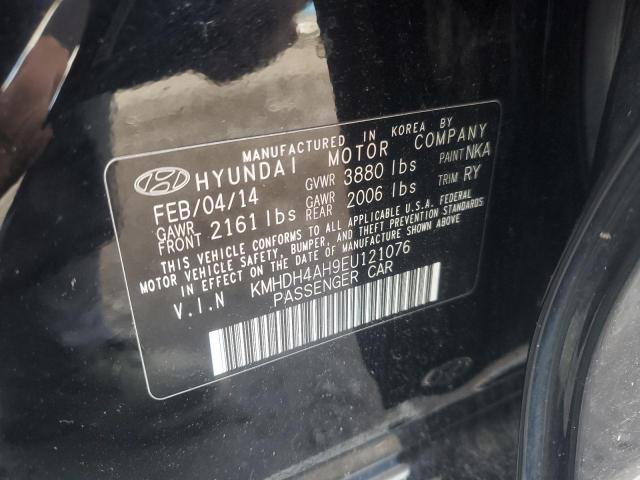 MANUFACTURED IN KOREA BY
HYUNDAI MOTOR COMPANY
FEB/04/14 GVWR 3880 lbs PAINT NKA
GAWR FRONT 2161 lbs GAWR REAR 2006 lbs TRIM RY
THIS VEHICLE CONFORMS TO ALL APPLICABLE U.S.A. FEDERAL
MOTOR VEHICLE SAFETY, BUMPER, AND THEFT PREVENTION STANDARDS
IN EFFECT ON THE DATE OF MANUFACTURE SHOWN ABOVE.
V.I.N KMHDH4AH9EU121076
PASSENGER CAR